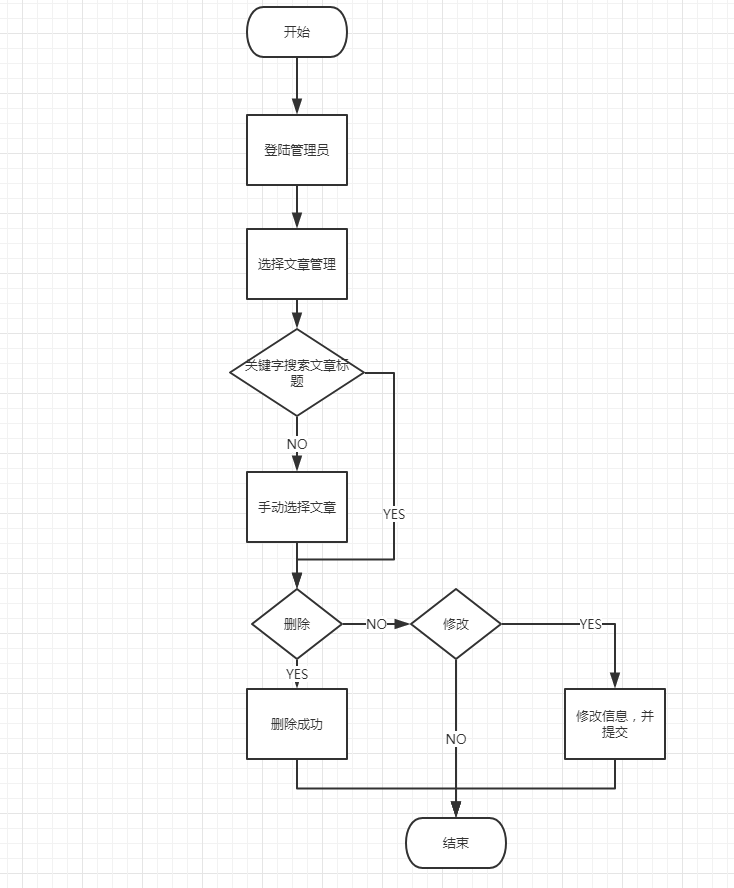 开始
登陆管理员
选择文章管理
关键字搜索文章标
题
NO
手动选择文章
YES
删除
NO
修改
YES
YES
删除成功
修改信息，并
提交
NO
结束